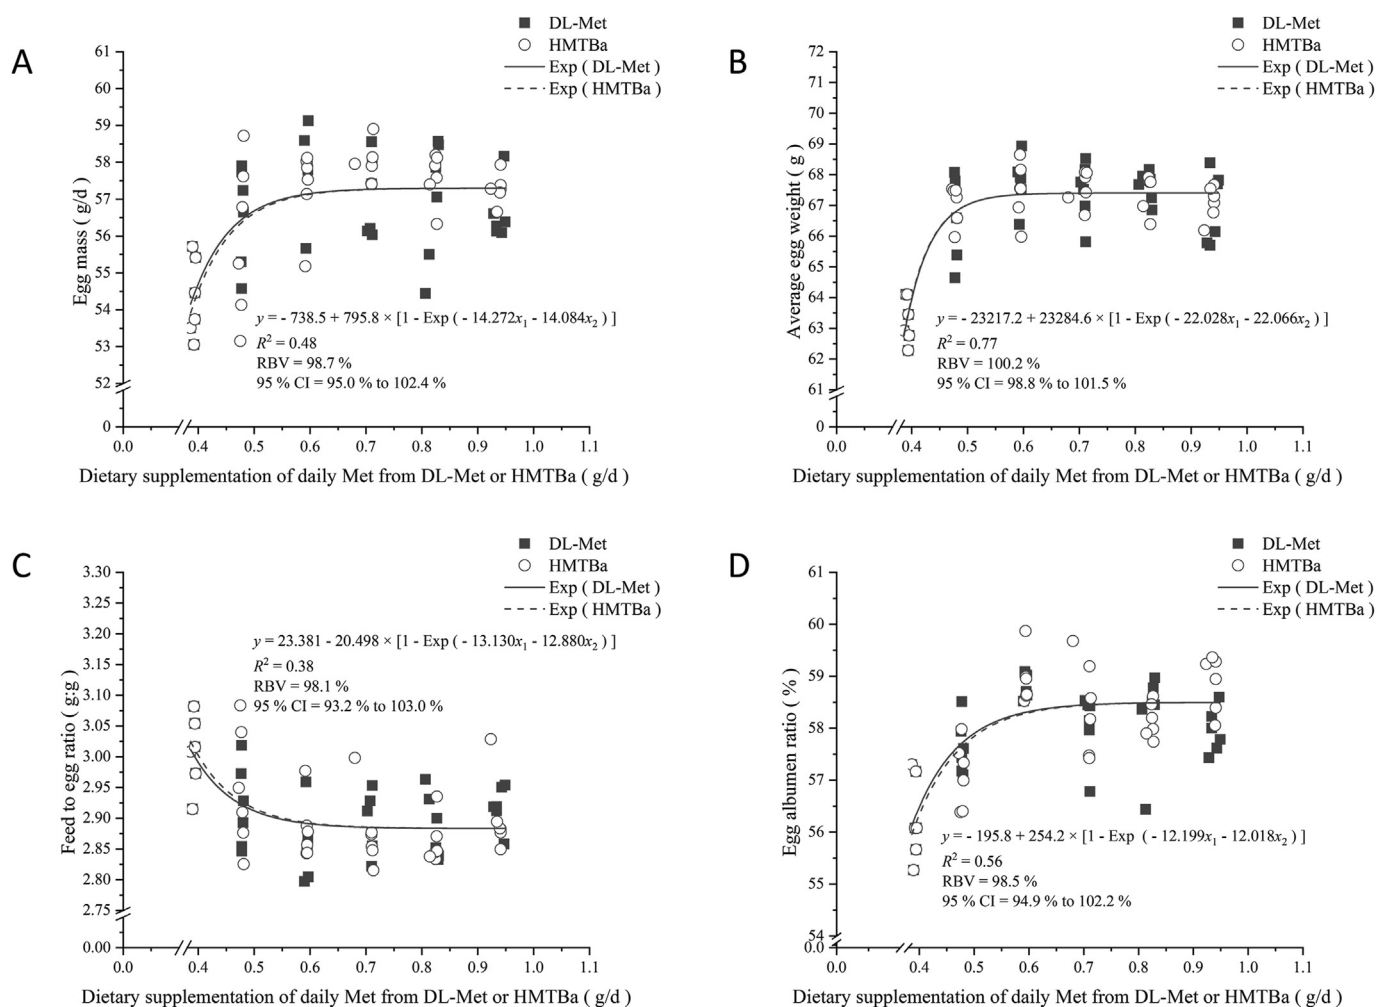 A
DL-Met
HMTBa
Exp ( DL-Met )
Exp ( HMTBa )
Egg mass ( g/d )
61
60
59
58
57
56
55
54
53
52
0
y = - 738.5 + 795.8 × [1 - Exp ( - 14.272x₁ - 14.084x₂ ) ]
R² = 0.48
RBV = 98.7 %
95 % CI = 95.0 % to 102.4 %
0.0 0.4 0.5 0.6 0.7 0.8 0.9 1.0 1.1
Dietary supplementation of daily Met from DL-Met or HMTBa ( g/d )
B
DL-Met
HMTBa
Exp ( DL-Met )
Exp ( HMTBa )
Average egg weight ( g )
72
71
70
69
68
67
66
65
64
63
62
61
0
y = - 23217.2 + 23284.6 × [1 - Exp ( - 22.028x₁ - 22.066x₂ ) ]
R² = 0.77
RBV = 100.2 %
95 % CI = 98.8 % to 101.5 %
0.0 0.4 0.5 0.6 0.7 0.8 0.9 1.0 1.1
Dietary supplementation of daily Met from DL-Met or HMTBa ( g/d )
C
DL-Met
HMTBa
Exp ( DL-Met )
Exp ( HMTBa )
Feed to egg ratio ( g:g )
3.30
3.25
3.20
3.15
3.10
3.05
3.00
2.95
2.90
2.85
2.80
2.75
0.00
y = 23.381 - 20.498 × [1 - Exp ( - 13.130x₁ - 12.880x₂ ) ]
R² = 0.38
RBV = 98.1 %
95 % CI = 93.2 % to 103.0 %
0.0 0.4 0.5 0.6 0.7 0.8 0.9 1.0 1.1
Dietary supplementation of daily Met from DL-Met or HMTBa ( g/d )
D
DL-Met
HMTBa
Exp ( DL-Met )
Exp ( HMTBa )
Egg albumen ratio ( % )
61
60
59
58
57
56
55
54
0.0
y = - 195.8 + 254.2 × [1 - Exp ( -12.199x₁ - 12.018x₂ ) ]
R² = 0.56
RBV = 98.5 %
95 % CI = 94.9 % to 102.2 %
0.0 0.4 0.5 0.6 0.7 0.8 0.9 1.0 1.1
Dietary supplementation of daily Met from DL-Met or HMTBa ( g/d )